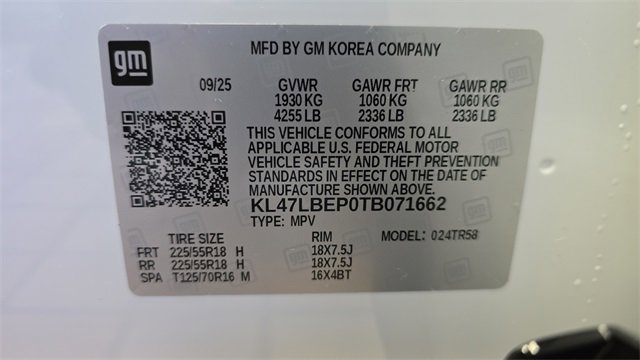 gm
MFD BY GM KOREA COMPANY
09/25 GVWR GAWR FRT GAWR RR
1930 KG 1060 KG 1060 KG
4255 LB 2336 LB 2336 LB
THIS VEHICLE CONFORMS TO ALL
APPLICABLE U.S. FEDERAL MOTOR
VEHICLE SAFETY AND THEFT PREVENTION
STANDARDS IN EFFECT ON THE DATE OF
MANUFACTURE SHOWN ABOVE.
KL47LBEP0TB071662
TYPE: MPV
TIRE SIZE RIM MODEL: 024TR58
FRT 225/55R18 H 18X7.5J
RR 225/55R18 H 18X7.5J
SPA T125/70R16 M 16X4BT